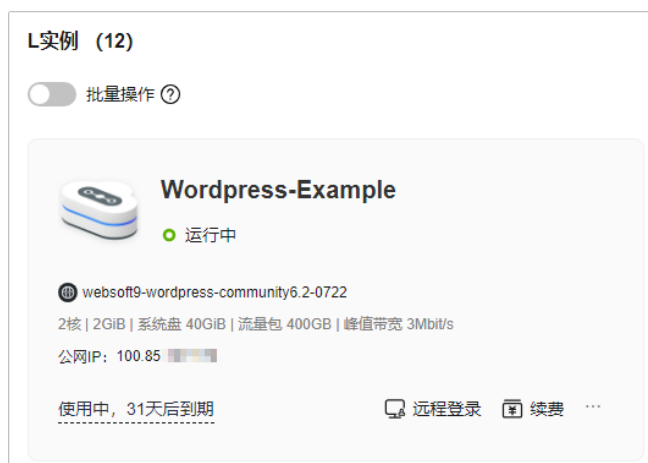 L实例 (12)
批量操作 ?
Wordpress-Example
运行中
websoft9-wordpress-community6.2-0722
2核 | 2GiB | 系统盘 40GiB | 流量包 400GB | 峰值带宽 3Mbit/s
公网IP：100.85
使用中，31天后到期 远程登录 ¥ 续费 ···